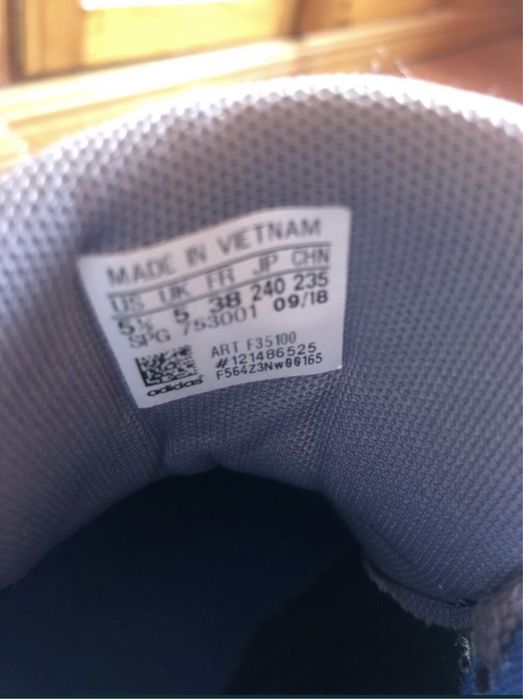 MADE IN VIETNAM
US UK FR JP CHN
5½ 5 38 240 235
SPG 753001 09/18
ART F35100
#121486525
F564Z3Nw00165
adidas